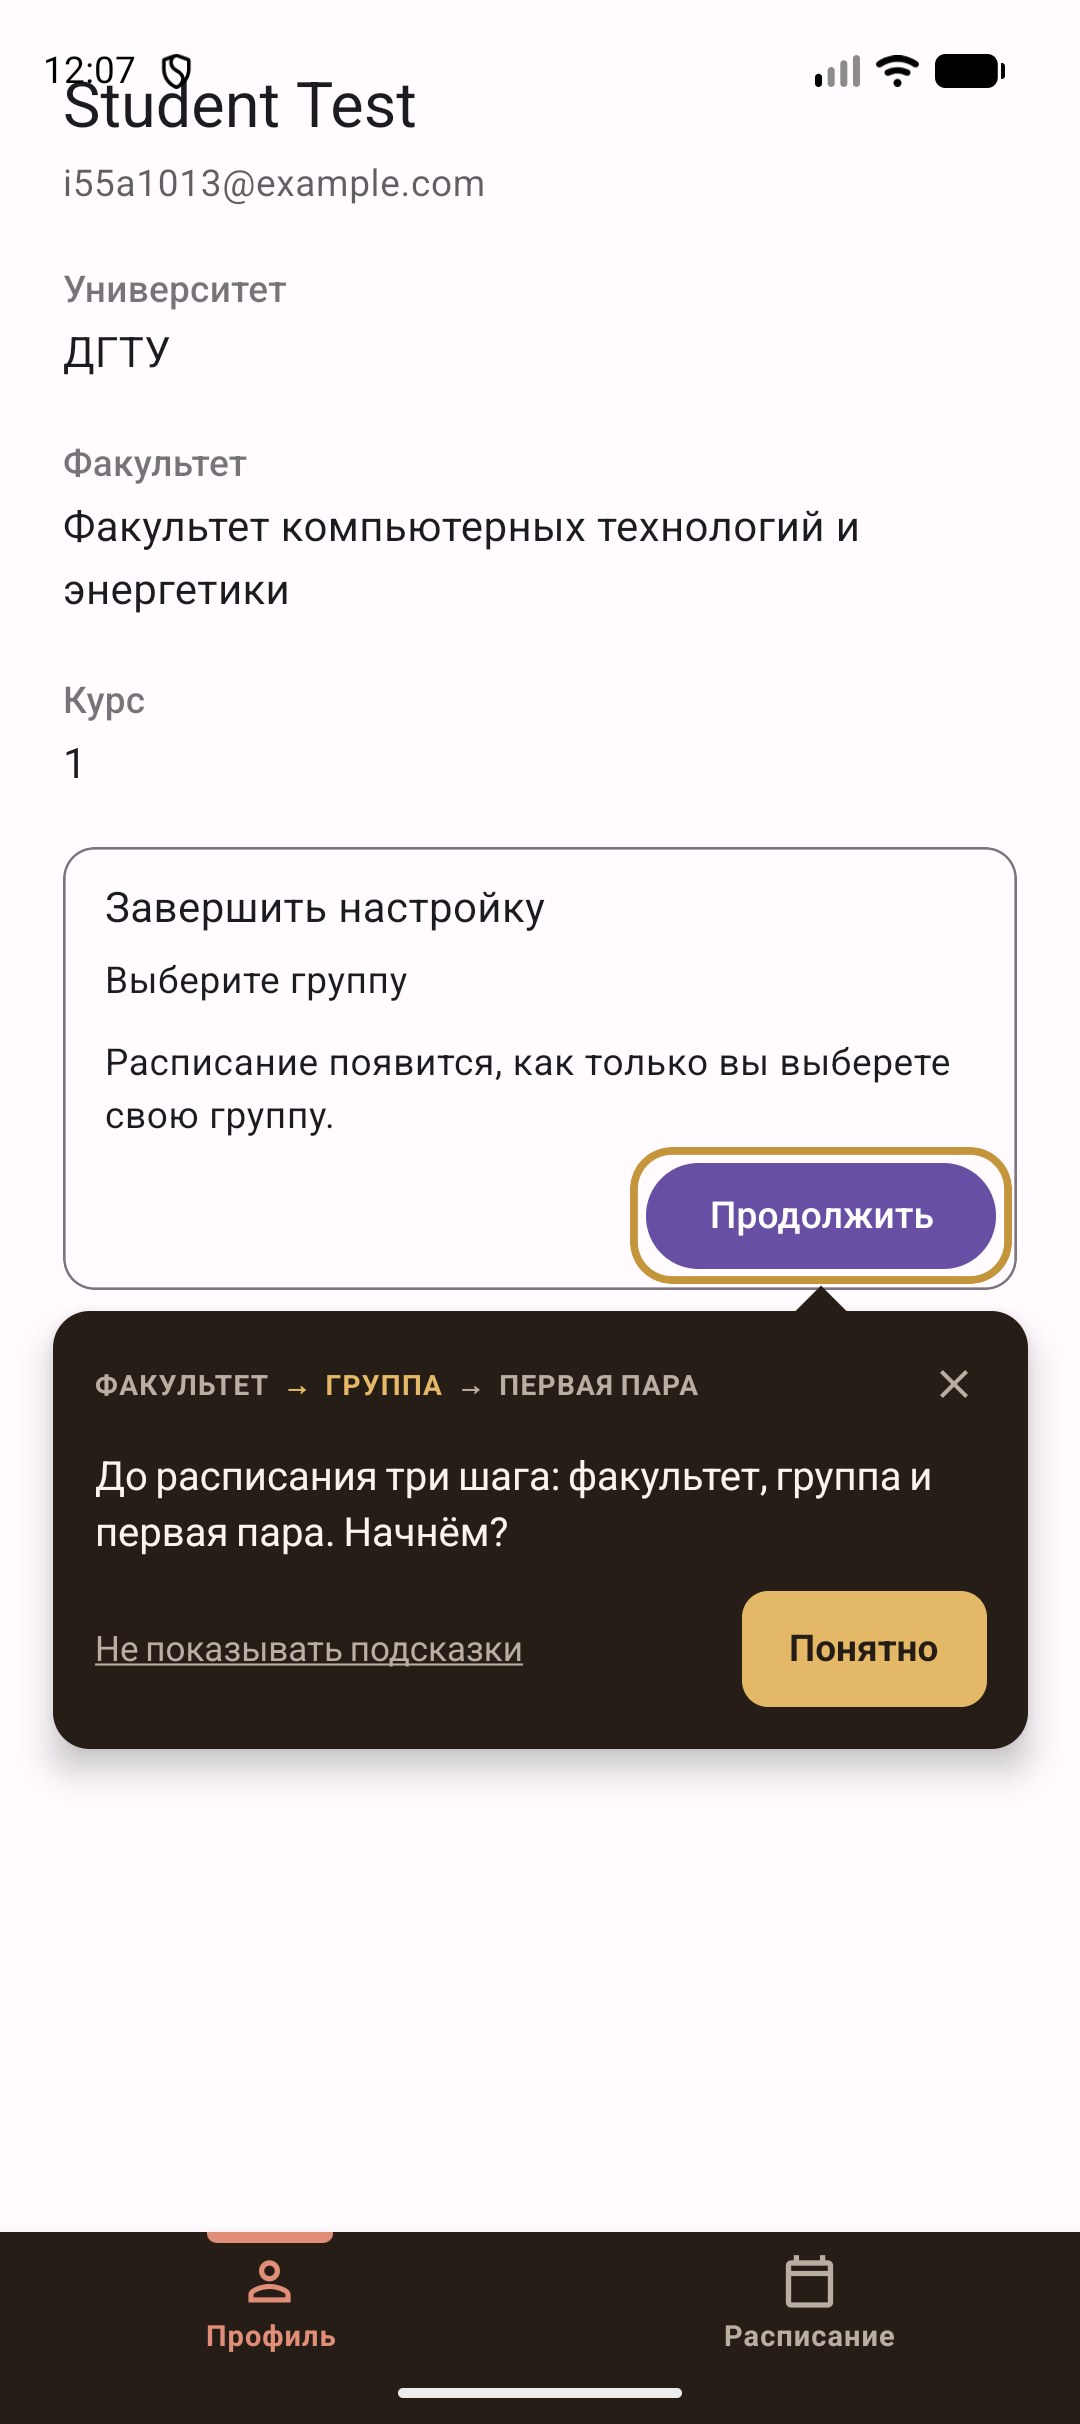 12:07
Student Test
i55a1013@example.com
Университет
ДГТУ
Факультет
Факультет компьютерных технологий и
энергетики
Курс
1
Завершить настройку
Выберите группу
Расписание появится, как только вы выберете
свою группу.
Продолжить
ФАКУЛЬТЕТ → ГРУППА → ПЕРВАЯ ПАРА
До расписания три шага: факультет, группа и
первая пара. Начнём?
Не показывать подсказки
Понятно
Профиль
Расписание